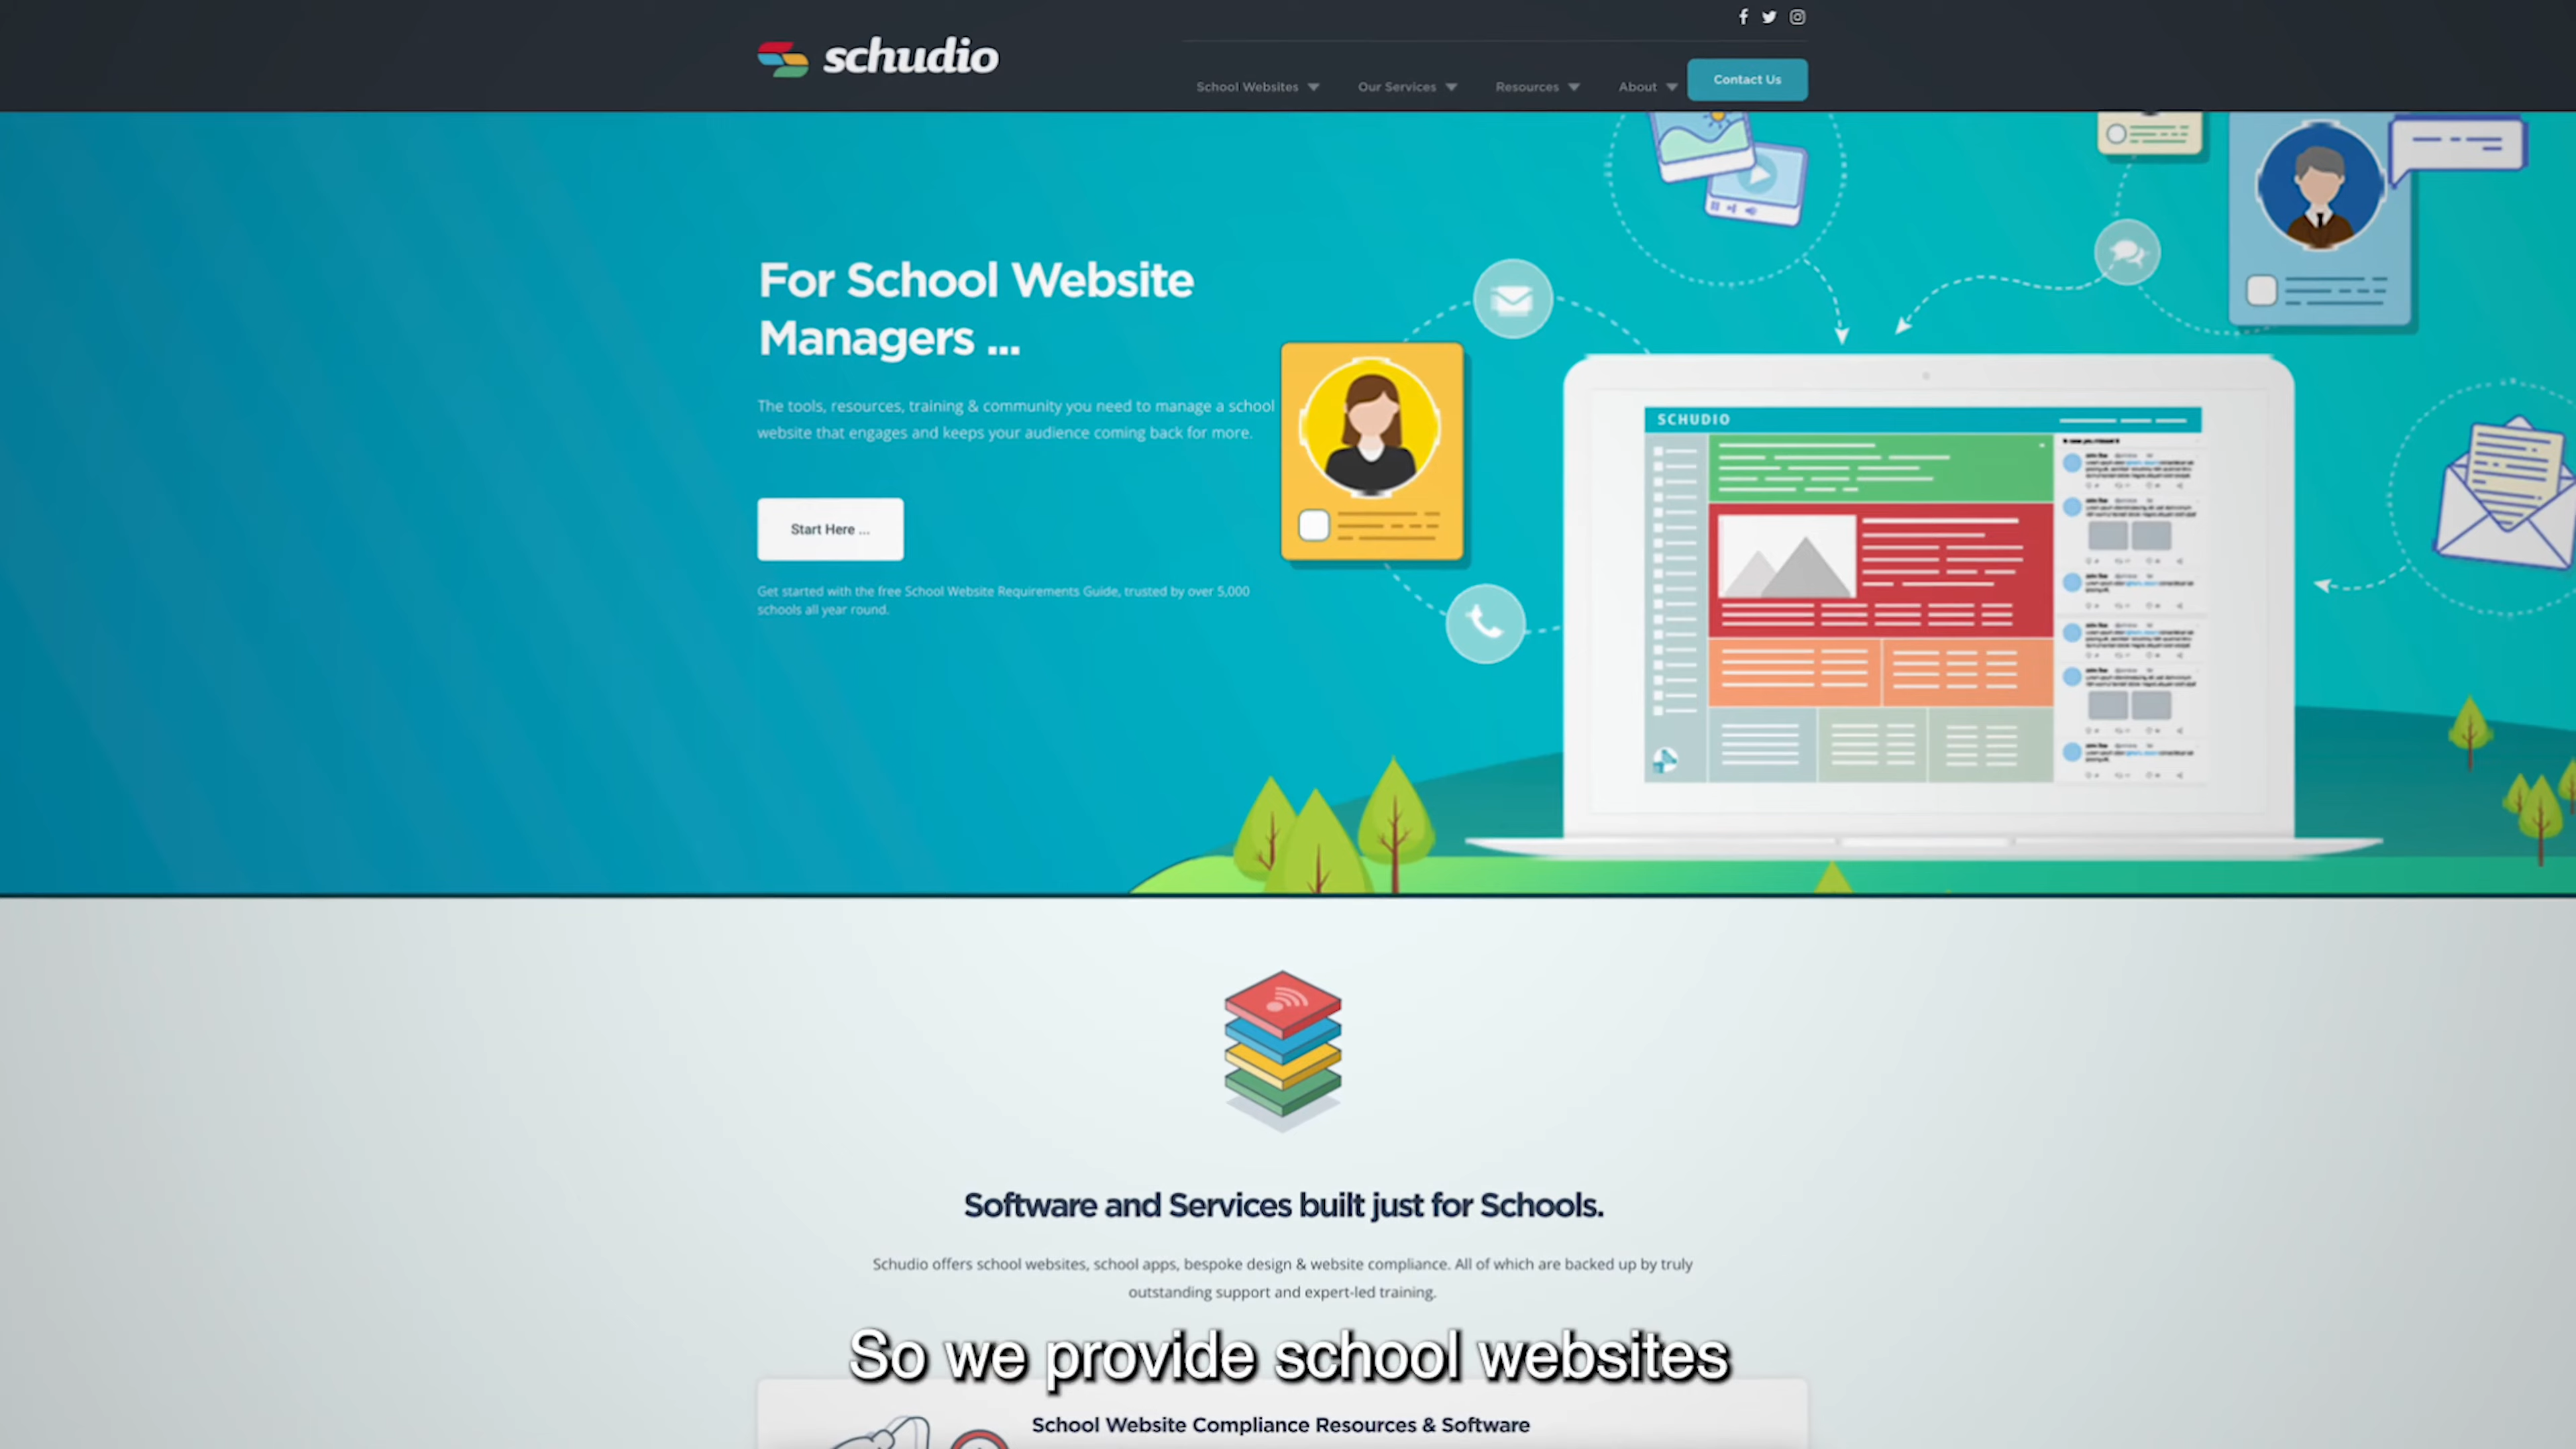 schudio
School Websites
Our Services
Resources
About
Contact Us
For School Website
Managers ...
The tools, resources, training & community you need to manage a school
website that engages and keeps your audience coming back for more.
Start Here ...
Get started with the free School Website Requirements Guide, trusted by over 5,000
schools all year round.
SCHUDIO
Software and Services built just for Schools.
Schudio offers school websites, school apps, bespoke design & website compliance. All of which are backed up by truly
outstanding support and expert-led training.
So we provide school websites
School Website Compliance Resources & Software